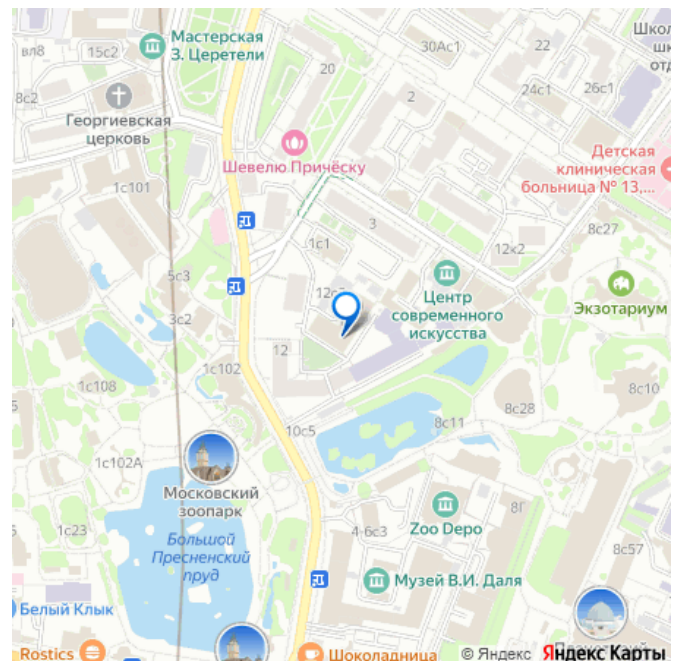 вл8
15с2
Мастерская
З. Церетели
30Ас1
22
8с2
20
24с1
26с1
2
Георгиевская
церковь
Шевелю Причёску
Детская
клиническая
больница № 13,...
1с101
3
8с27
1с1
12к2
5с3
Экзотариум
Центр
современного
искусства
3с2
12
1с102
1с108
8с10
8с28
10с5
8с11
1с102А
Московский
зоопарк
8Г
4-6с3
Zoo Depo
1с23
Большой
Пресненский
пруд
8с57
Музей В.И. Даля
Белый Клык
Rostics
Шоколадница
© Яндекс
Яндекс Карты